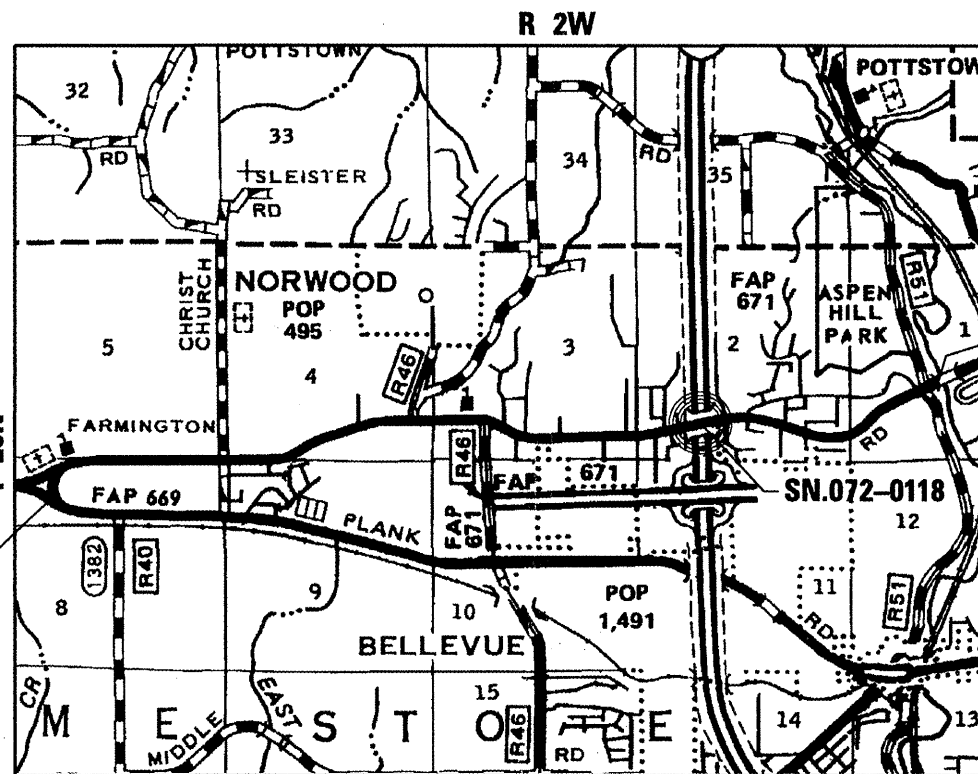 R 2W
POTTSTOWN
POTTSTOW
32
33
34
35
RD
RD
SLEISTER
RD
NORWOOD
POP
495
CHRIST
CHURCH
FAP
671
ASPEN
HILL
PARK
R51
5
4
3
2
1
R46
FARMINGTON
1
RD
R46
FAP 671
SN.072-0118
FAP 669
FAP
671
PLANK
12
1382
R40
8
9
10
11
POP
1,491
RD
R51
BELLEVUE
15
14
13
CR
EAST
MIDDLE
M E S T O E
R46
RD